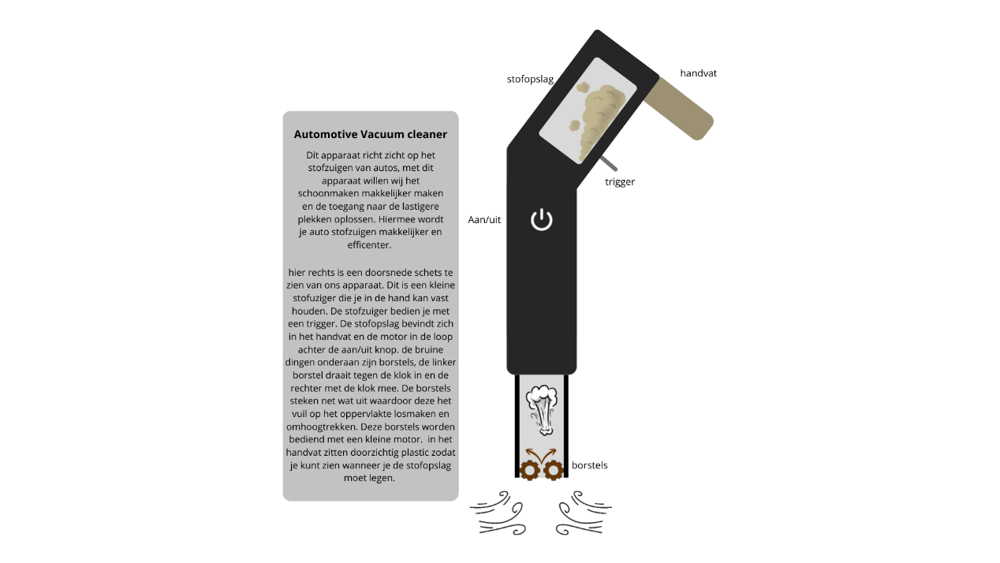 stofopslag
handvat
Automotive Vacuum cleaner
Dit apparaat richt zicht op het
stofzuigen van autos, met dit
apparaat willen wij het
schoonmaken makkelijker maken
en de toegang naar de lastigere
plekken oplossen. Hiermee wordt
je auto stofzuigen makkelijker en
efficenter.
trigger
Aan/uit
hier rechts is een doorsnede schets te
zien van ons apparaat. Dit is een kleine
stofuziger die je in de hand kan vast
houden. De stofzuiger bedien je met
een trigger. De stofopslag bevindt zich
in het handvat en de motor in de loop
achter de aan/uit knop. de bruine
dingen onderaan zijn borstels, de linker
borstel draait tegen de klok in en de
rechter met de klok mee. De borstels
steken net wat uit waardoor deze het
vuil op het oppervlakte losmaken en
omhoogtrekken. Deze borstels worden
bediend met een kleine motor. in het
handvat zitten doorzichtig plastic zodat
je kunt zien wanneer je de stofopslag
moet legen.
borstels